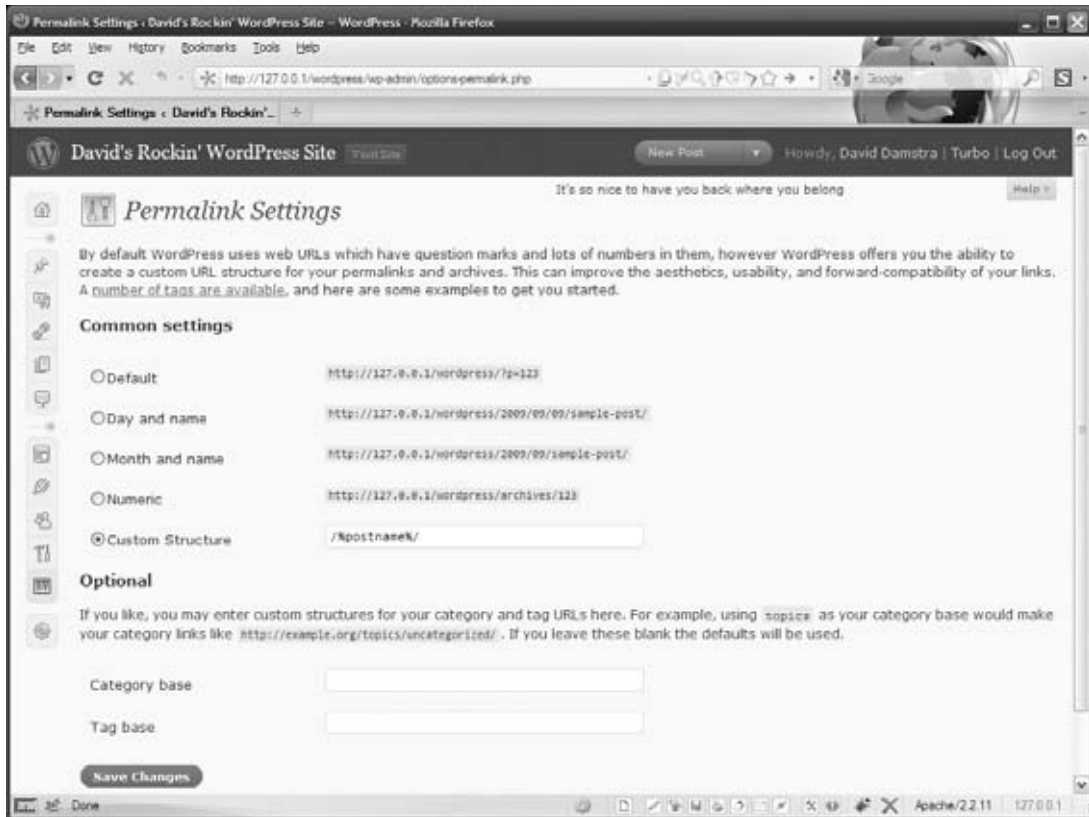 Permalink Settings ‹ David's Rockin' WordPress Site — WordPress - Mozilla Firefox
File Edit View History Bookmarks Tools Help
http://127.0.0.1/wordpress/wp-admin/options-permalink.php
Google
Permalink Settings ‹ David's Rockin'...
David's Rockin' WordPress Site Visit Site New Post Howdy, David Damstra | Turbo | Log Out
It's so nice to have you back where you belong Help
Permalink Settings
By default WordPress uses web URLs which have question marks and lots of numbers in them, however WordPress offers you the ability to
create a custom URL structure for your permalinks and archives. This can improve the aesthetics, usability, and forward-compatibility of your links.
A number of tags are available, and here are some examples to get you started.
Common settings
Default http://127.0.0.1/wordpress/?p=123
Day and name http://127.0.0.1/wordpress/2009/09/09/sample-post/
Month and name http://127.0.0.1/wordpress/2009/09/sample-post/
Numeric http://127.0.0.1/wordpress/archives/123
Custom Structure /%postname%/
Optional
If you like, you may enter custom structures for your category and tag URLs here. For example, using topics as your category base would make
your category links like http://example.org/topics/uncategorized/ . If you leave these blank the defaults will be used.
Category base
Tag base
Save Changes
Done Apache/2.2.11 127.0.0.1